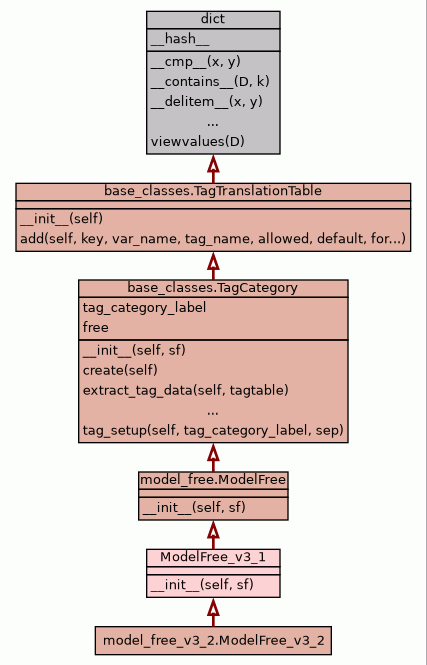 dict
__hash__
__cmp__(x, y)
__contains__(D, k)
__delitem__(x, y)
...
viewvalues(D)
base_classes.TagTranslationTable
__init__(self)
add(self, key, var_name, tag_name, allowed, default, for...)
base_classes.TagCategory
tag_category_label
free
__init__(self, sf)
create(self)
extract_tag_data(self, tagtable)
...
tag_setup(self, tag_category_label, sep)
model_free.ModelFree
__init__(self, sf)
ModelFree_v3_1
__init__(self, sf)
model_free_v3_2.ModelFree_v3_2